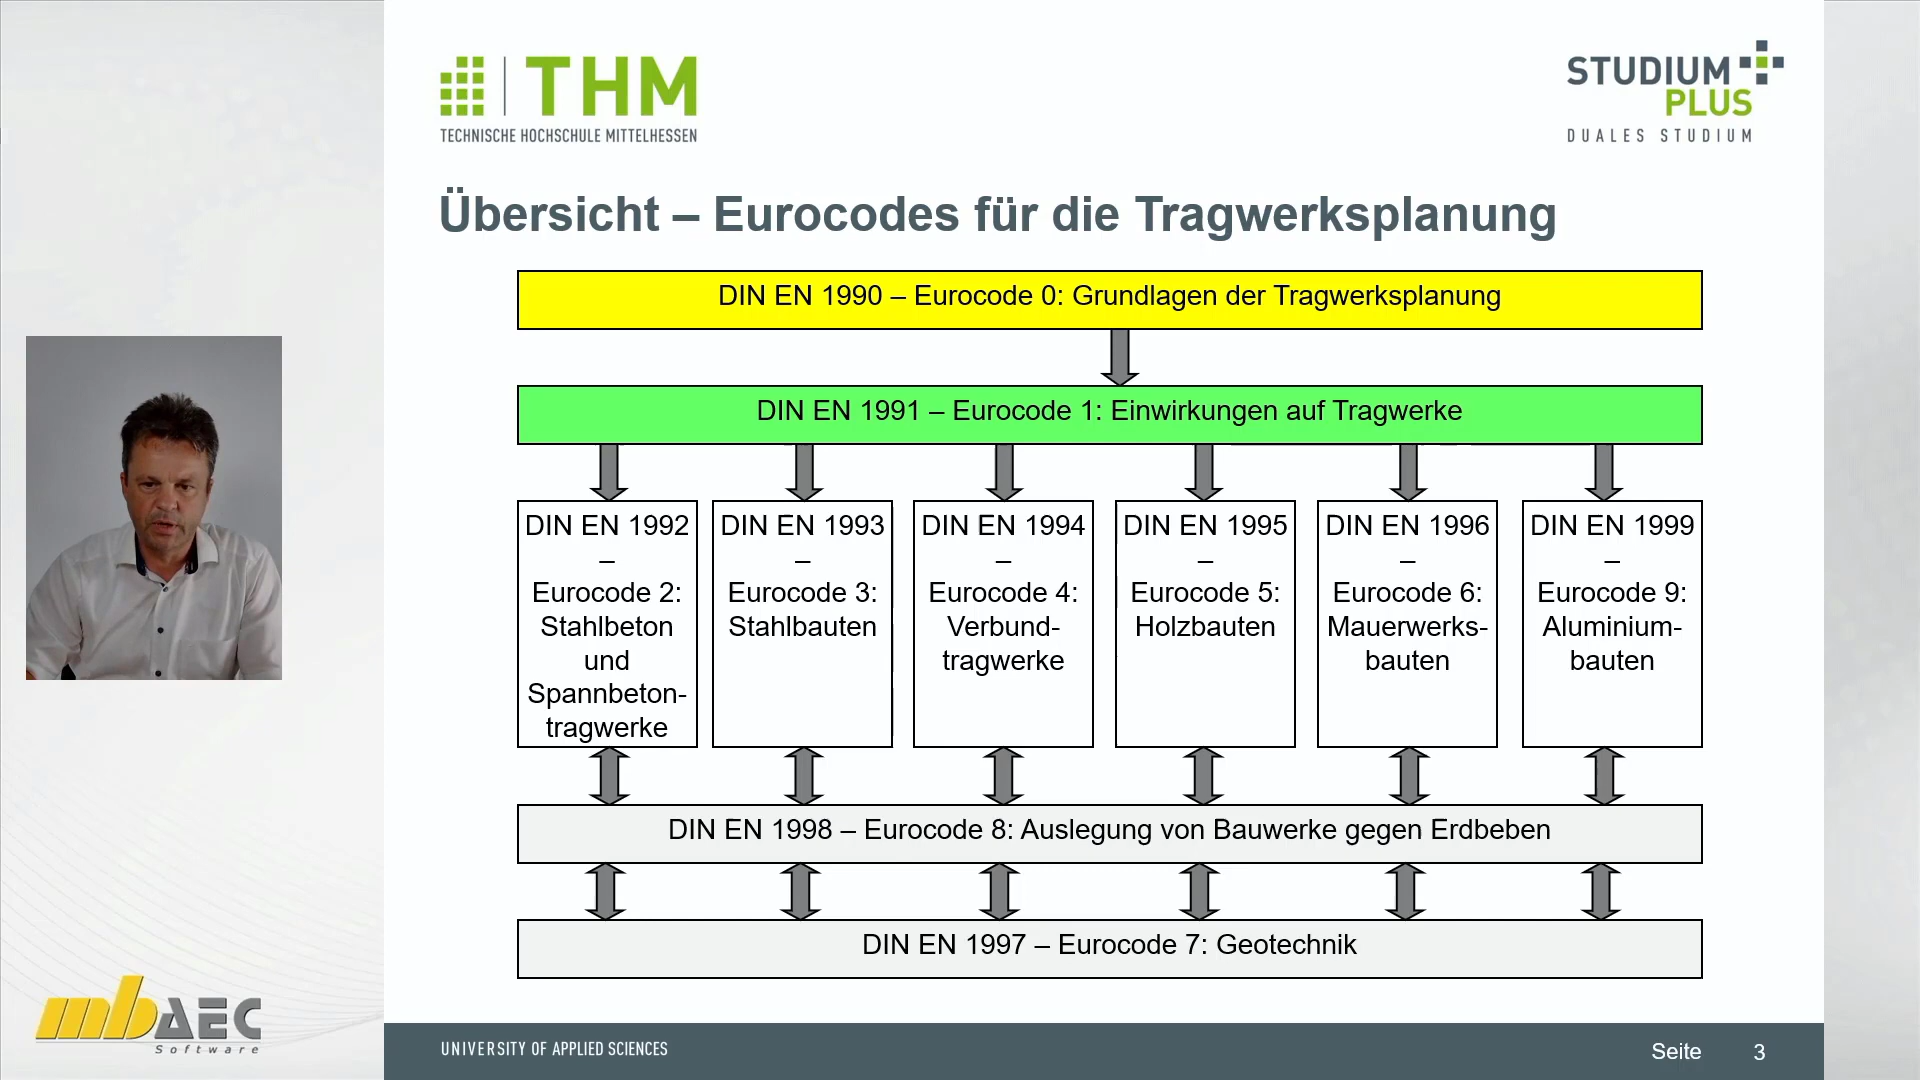 THM
TECHNISCHE HOCHSCHULE MITTELHESSEN
STUDIUM
PLUS
DUALES STUDIUM
Übersicht – Eurocodes für die Tragwerksplanung
DIN EN 1990 – Eurocode 0: Grundlagen der Tragwerksplanung
DIN EN 1991 – Eurocode 1: Einwirkungen auf Tragwerke
DIN EN 1992
–
Eurocode 2:
Stahlbeton
und
Spannbeton-
tragwerke
DIN EN 1993
–
Eurocode 3:
Stahlbauten
DIN EN 1994
–
Eurocode 4:
Verbund-
tragwerke
DIN EN 1995
–
Eurocode 5:
Holzbauten
DIN EN 1996
–
Eurocode 6:
Mauerwerks-
bauten
DIN EN 1999
–
Eurocode 9:
Aluminium-
bauten
DIN EN 1998 – Eurocode 8: Auslegung von Bauwerke gegen Erdbeben
DIN EN 1997 – Eurocode 7: Geotechnik
mbAEC
Software
UNIVERSITY OF APPLIED SCIENCES
Seite 3